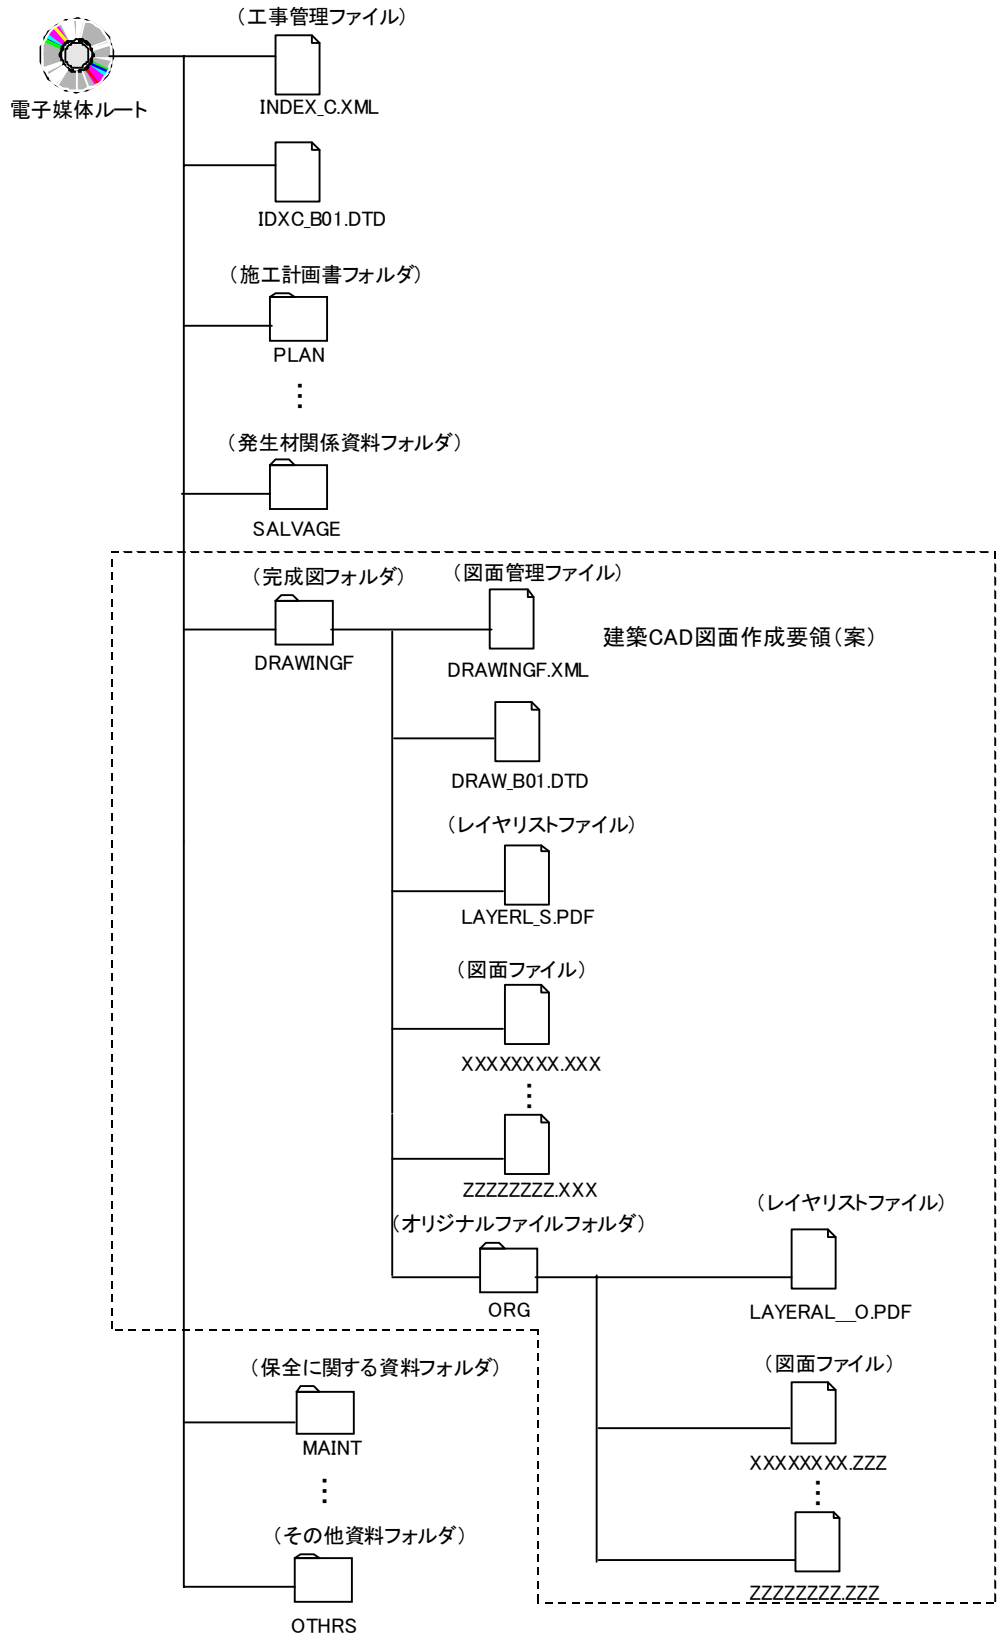 （工事管理ファイル）
INDEX_C.XML
電子媒体ルート
IDXC_B01.DTD
（施工計画書フォルダ）
PLAN
（発生材関係資料フォルダ）
SALVAGE
（完成図フォルダ）
DRAWINGF
（図面管理ファイル）
DRAWINGF.XML
建築CAD図面作成要領（案）
DRAW_B01.DTD
（レイヤリストファイル）
LAYERL_S.PDF
（図面ファイル）
XXXXXXXX.XXX
ZZZZZZZZ.XXX
（オリジナルファイルフォルダ）
ORG
（レイヤリストファイル）
LAYERAL__O.PDF
（図面ファイル）
XXXXXXXX.ZZZ
ZZZZZZZZ.ZZZ
（保全に関する資料フォルダ）
MAINT
（その他資料フォルダ）
OTHRS